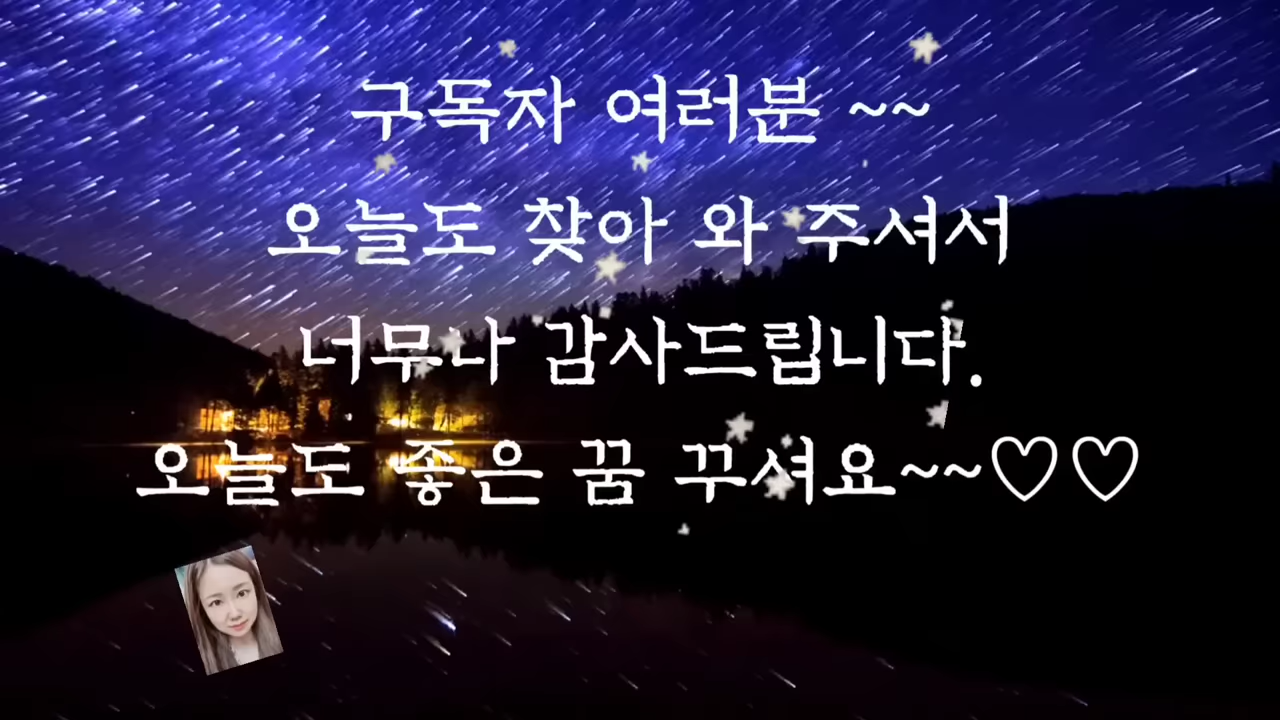 구독자 여러분 ~~
오늘도 찾아 와 주셔서
너무나 감사드립니다.
오늘도 좋은 꿈 꾸셔요~~♡♡